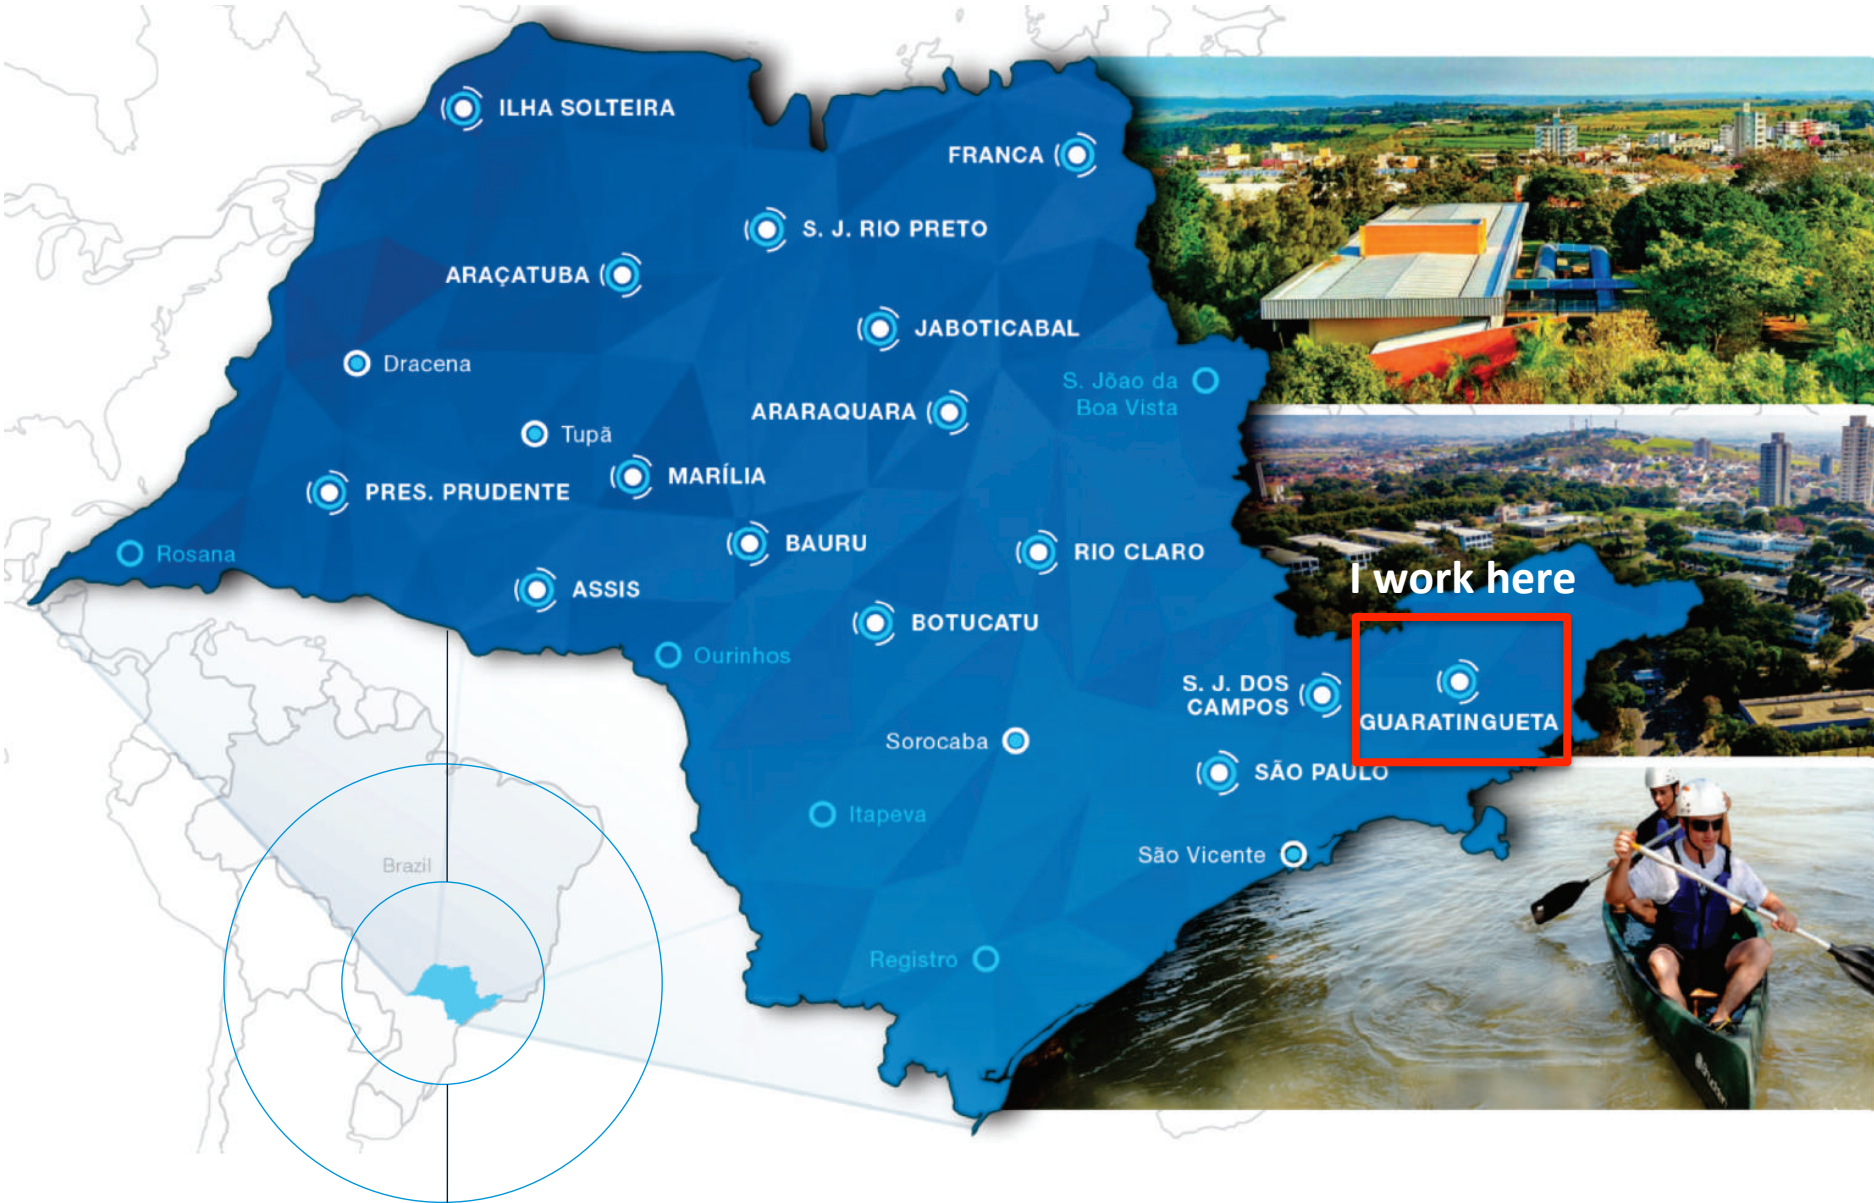 ILHA SOLTEIRA
FRANCA
S. J. RIO PRETO
ARAÇATUBA
JABOTICABAL
Dracena
S. Jõao da
Boa Vista
ARARAQUARA
Tupã
MARÍLIA
PRES. PRUDENTE
BAURU
RIO CLARO
Rosana
I work here
ASSIS
BOTUCATU
Ourinhos
S. J. DOS
CAMPOS
GUARATINGUETA
Sorocaba
SÃO PAULO
Itapeva
São Vicente
Brazil
Registro